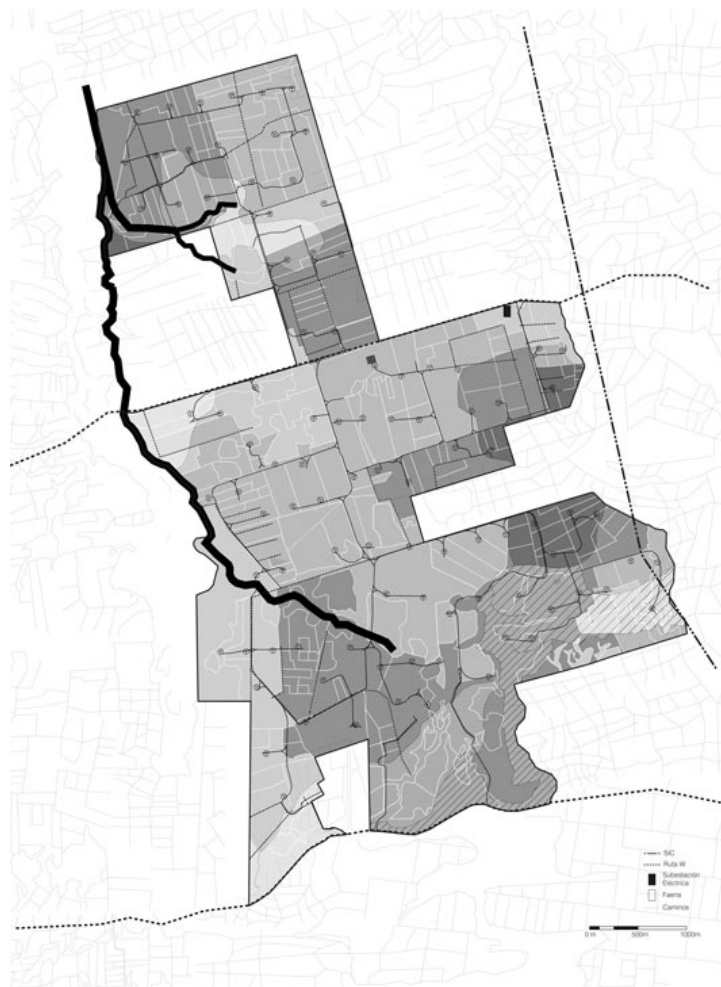 SIC
Ruta W
Subestación
Eléctrica
Faena
Caminos
0 m 500m 1000m